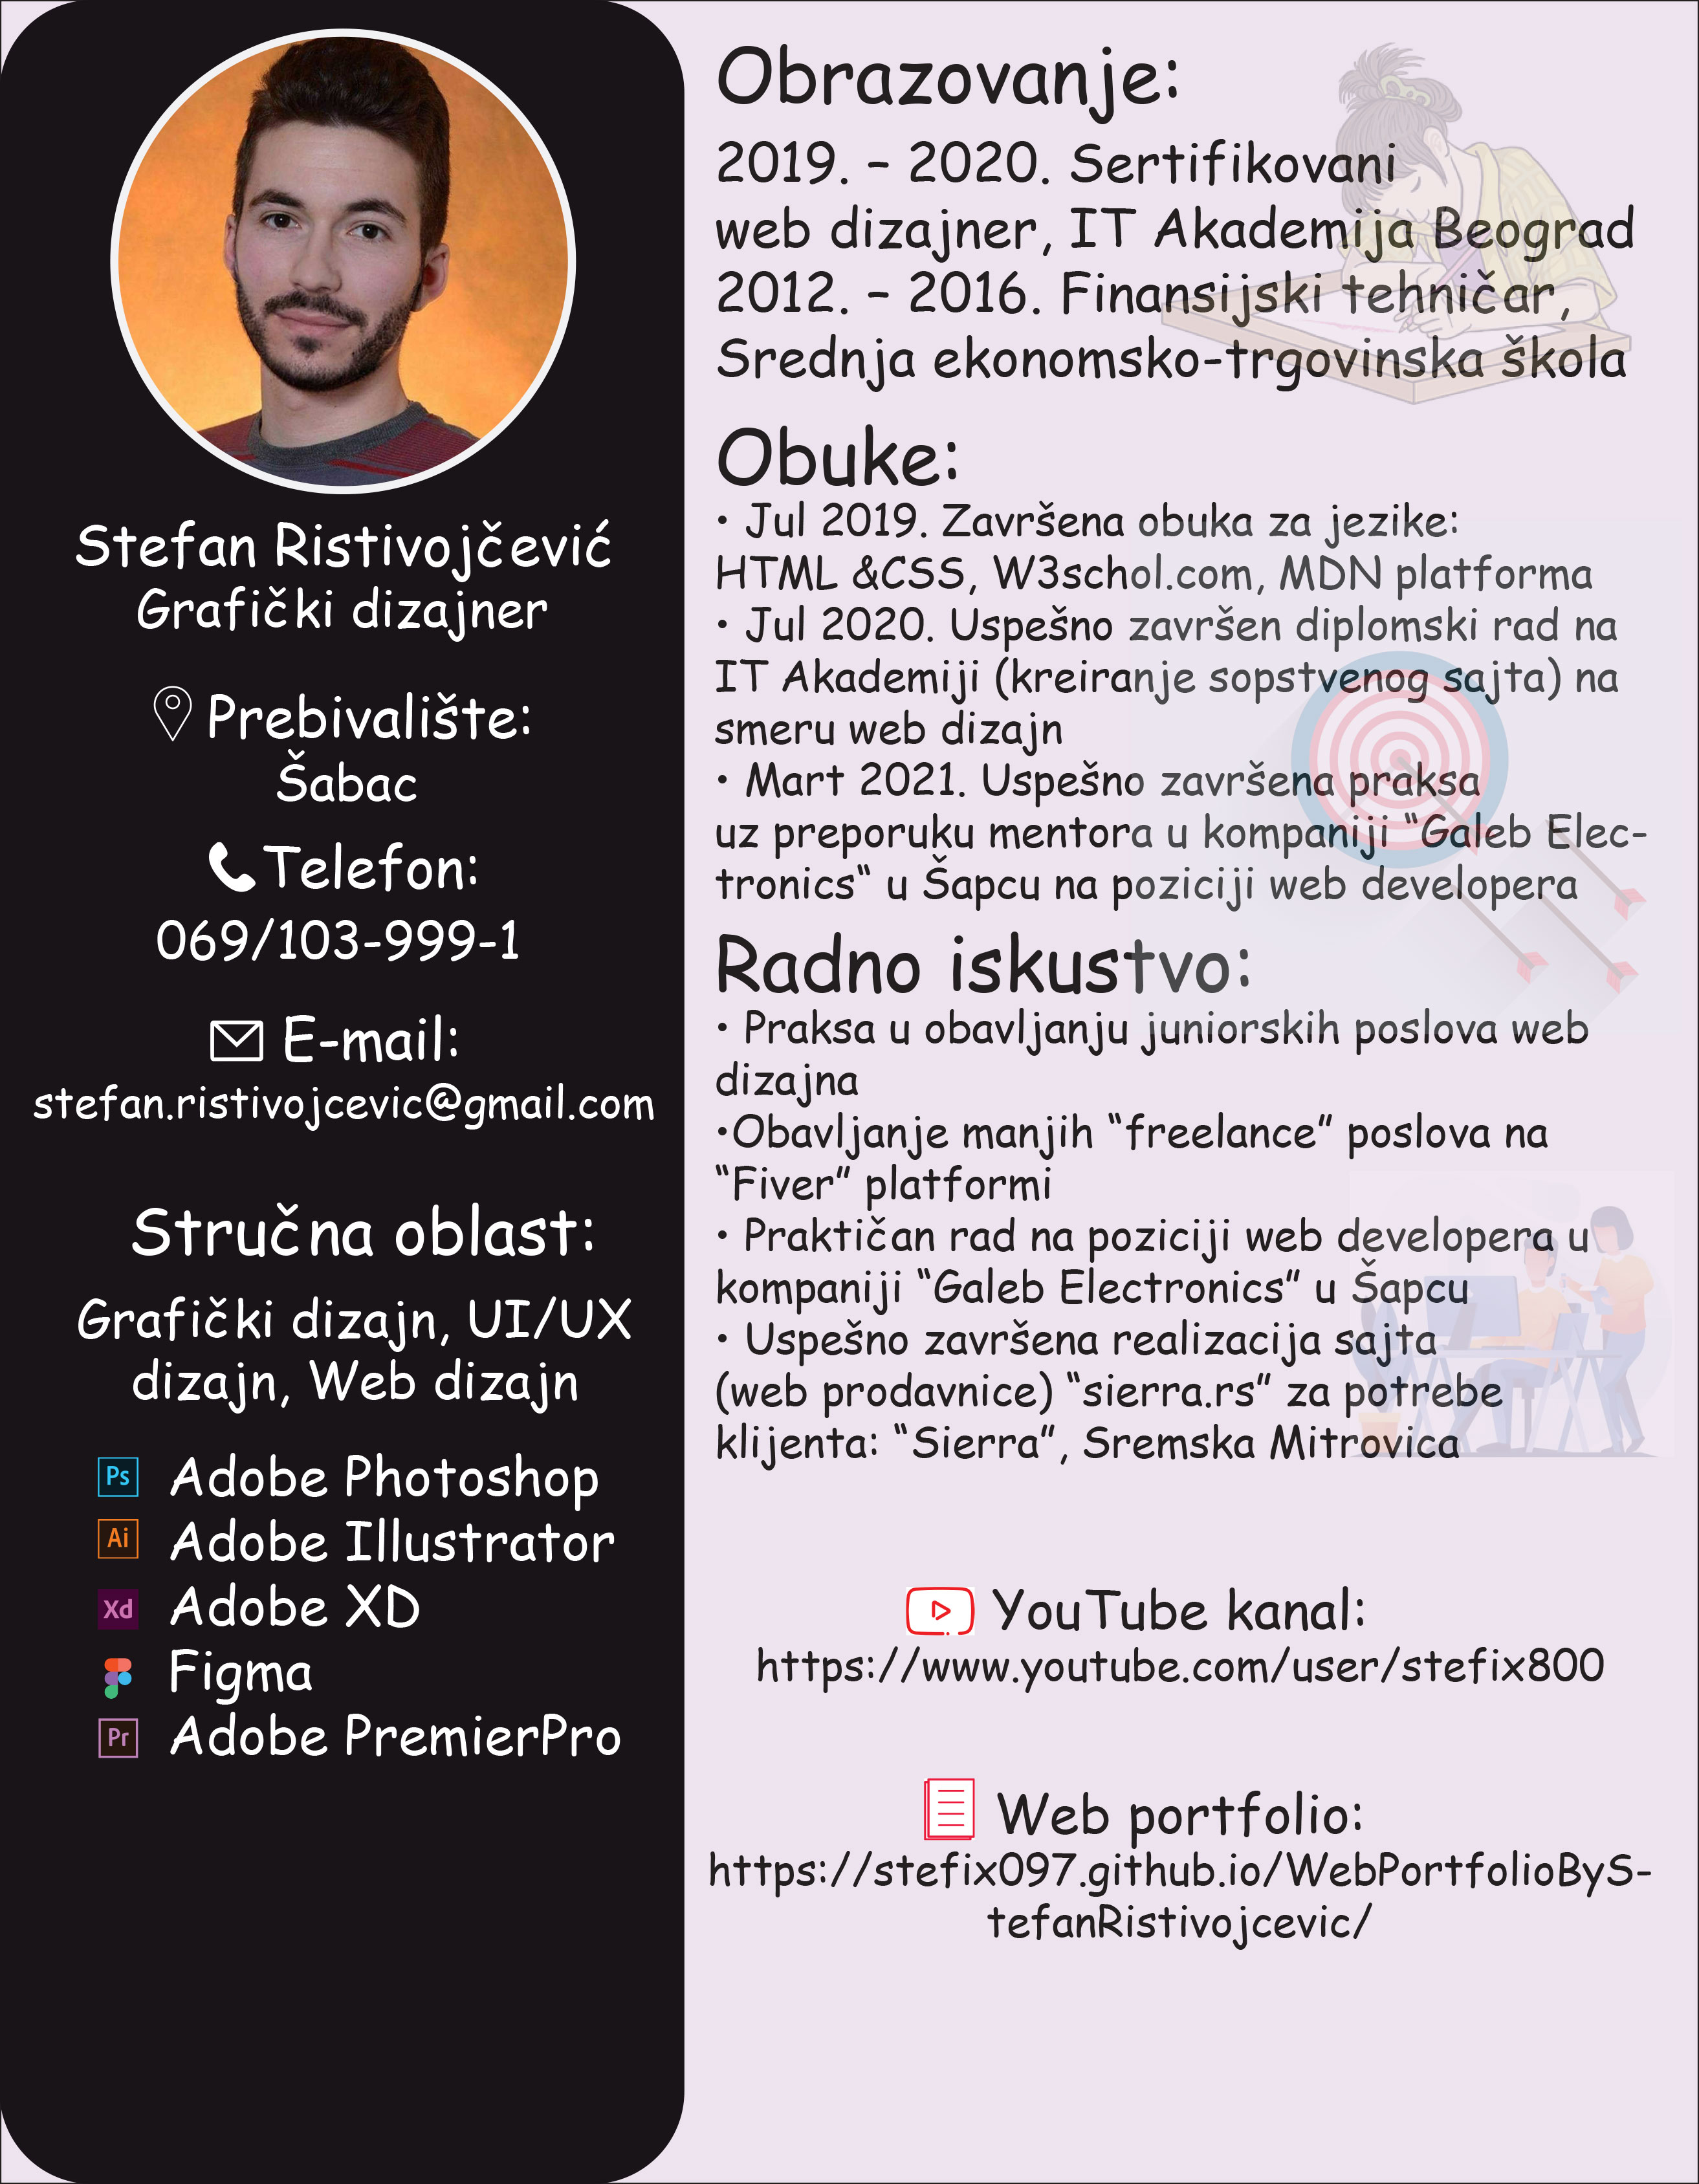 Stefan Ristivojčević
Grafički dizajner
Prebivalište:
Šabac
Telefon:
069/103-999-1
E-mail:
stefan.ristivojcevic@gmail.com
Stručna oblast:
Grafički dizajn, UI/UX
dizajn, Web dizajn
Ps Adobe Photoshop
Ai Adobe Illustrator
Xd Adobe XD
Figma
Pr Adobe PremierPro
Obrazovanje:
2019. – 2020. Sertifikovani
web dizajner, IT Akademija Beograd
2012. – 2016. Finansijski tehničar,
Srednja ekonomsko-trgovinska škola
Obuke:
• Jul 2019. Završena obuka za jezike:
HTML &CSS, W3schol.com, MDN platforma
• Jul 2020. Uspešno završen diplomski rad na
IT Akademiji (kreiranje sopstvenog sajta) na
smeru web dizajn
• Mart 2021. Uspešno završena praksa
uz preporuku mentora u kompaniji “Galeb Elec-
tronics“ u Šapcu na poziciji web developera
Radno iskustvo:
• Praksa u obavljanju juniorskih poslova web
dizajna
•Obavljanje manjih “freelance” poslova na
“Fiver” platformi
• Praktičan rad na poziciji web developera u
kompaniji “Galeb Electronics” u Šapcu
• Uspešno završena realizacija sajta
(web prodavnice) “sierra.rs” za potrebe
klijenta: “Sierra”, Sremska Mitrovica
YouTube kanal:
https://www.youtube.com/user/stefix800
Web portfolio:
https://stefix097.github.io/WebPortfolioByS-
tefanRistivojcevic/